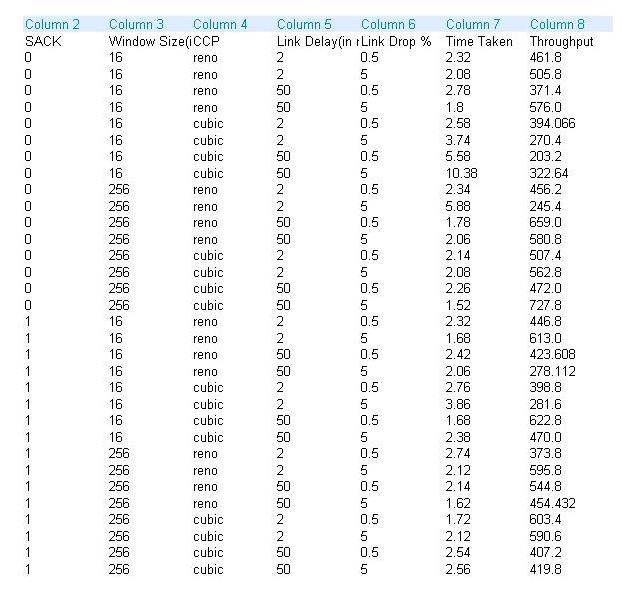 Column 2 Column 3 Column 4 Column 5 Column 6 Column 7 Column 8
SACK Window Size(i CCP Link Delay(in r Link Drop % Time Taken Throughput
0 16 reno 2 0.5 2.32 461.8
0 16 reno 2 5 2.08 505.8
0 16 reno 50 0.5 2.78 371.4
0 16 reno 50 5 1.8 576.0
0 16 cubic 2 0.5 2.58 394.066
0 16 cubic 2 5 3.74 270.4
0 16 cubic 50 0.5 5.58 203.2
0 16 cubic 50 5 10.38 322.64
0 256 reno 2 0.5 2.34 456.2
0 256 reno 2 5 5.88 245.4
0 256 reno 50 0.5 1.78 659.0
0 256 reno 50 5 2.06 580.8
0 256 cubic 2 0.5 2.14 507.4
0 256 cubic 2 5 2.08 562.8
0 256 cubic 50 0.5 2.26 472.0
0 256 cubic 50 5 1.52 727.8
1 16 reno 2 0.5 2.32 446.8
1 16 reno 2 5 1.68 613.0
1 16 reno 50 0.5 2.42 423.608
1 16 reno 50 5 2.06 278.112
1 16 cubic 2 0.5 2.76 398.8
1 16 cubic 2 5 3.86 281.6
1 16 cubic 50 0.5 1.68 622.8
1 16 cubic 50 5 2.38 470.0
1 256 reno 2 0.5 2.74 373.8
1 256 reno 2 5 2.12 595.8
1 256 reno 50 0.5 2.14 544.8
1 256 reno 50 5 1.62 454.432
1 256 cubic 2 0.5 1.72 603.4
1 256 cubic 2 5 2.12 590.6
1 256 cubic 50 0.5 2.54 407.2
1 256 cubic 50 5 2.56 419.8